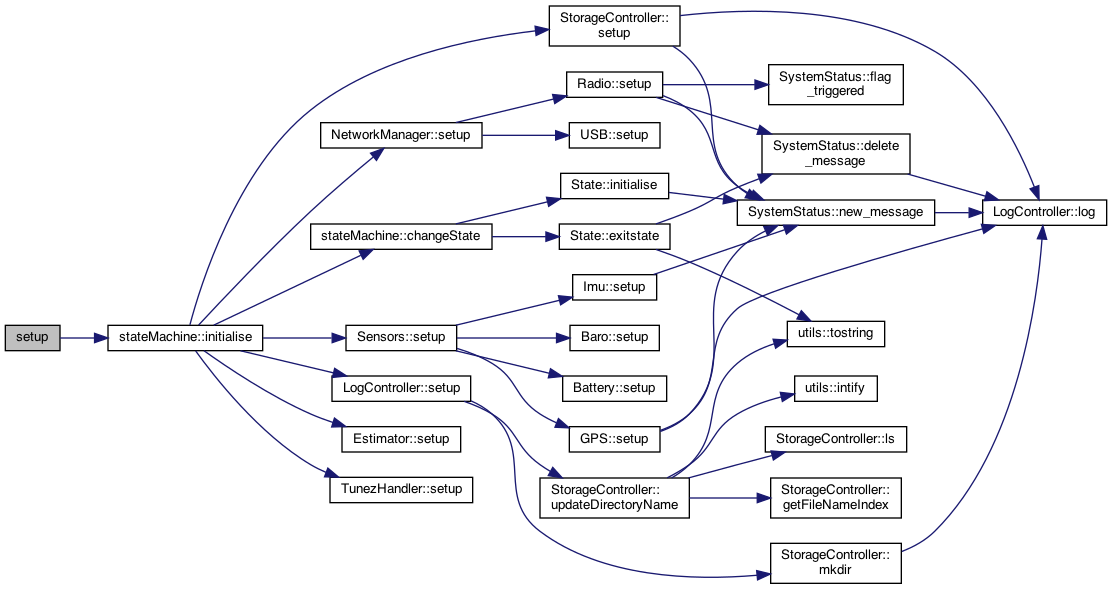 setup
stateMachine::initialise
StorageController::
setup
NetworkManager::setup
stateMachine::changeState
Sensors::setup
LogController::setup
Estimator::setup
TunezHandler::setup
Radio::setup
USB::setup
State::initialise
State::exitstate
Imu::setup
Baro::setup
Battery::setup
GPS::setup
StorageController::
updateDirectoryName
SystemStatus::flag
_triggered
SystemStatus::delete
_message
SystemStatus::new_message
utils::tostring
utils::intify
StorageController::ls
StorageController::
getFileNameIndex
StorageController::
mkdir
LogController::log